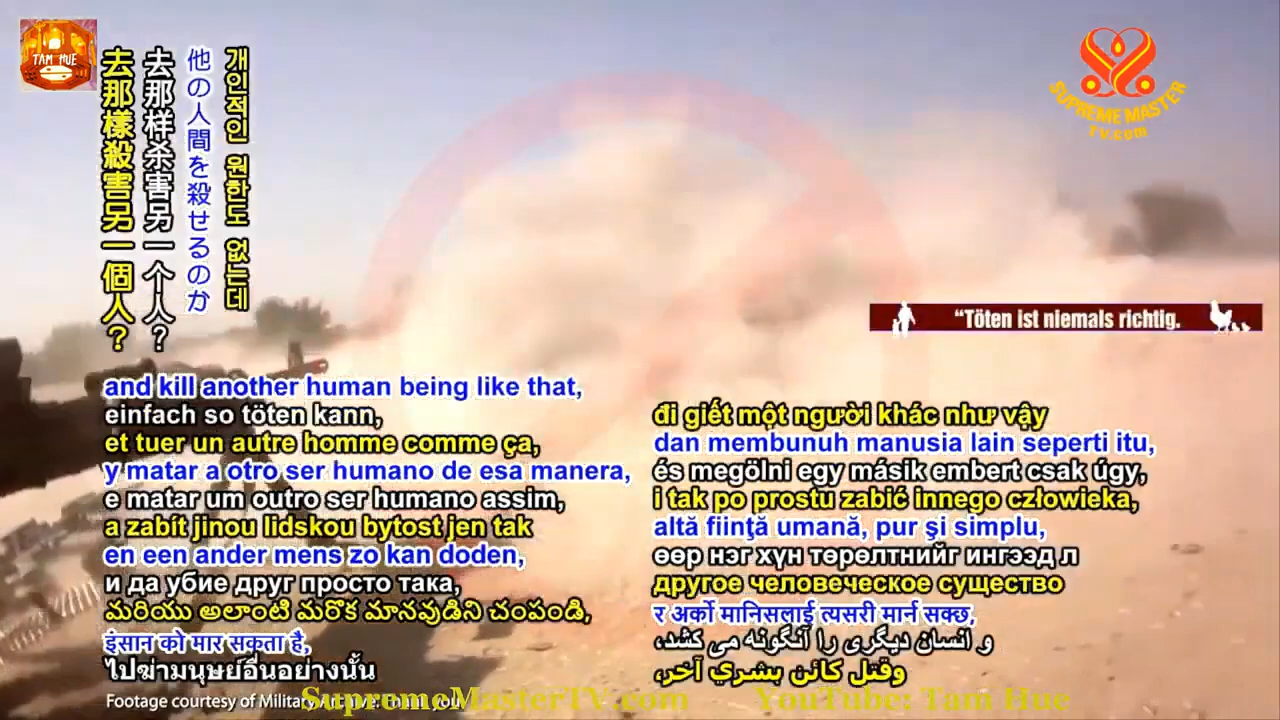 TAM HUE
SUPREME MASTER
TV.com
去那樣殺害另一個人？
去那样杀害另一个人？
他の人間を殺せるのか
개인적인 원한도 없는데
“Töten ist niemals richtig.
and kill another human being like that,
einfach so töten kann,
et tuer un autre homme comme ça,
y matar a otro ser humano de esa manera,
e matar um outro ser humano assim,
a zabít jinou lidskou bytost jen tak
en een ander mens zo kan doden,
и да убие друг просто така,
మరియు అలాంటి మరొక మానవుడిని చంపండి,
इंसान को मार सकता है,
ไปฆ่ามนุษย์อื่นอย่างนั้น
đi giết một người khác như vậy
dan membunuh manusia lain seperti itu,
és megölni egy másik embert csak úgy,
i tak po prostu zabić innego człowieka,
altă fiinţă umană, pur şi simplu,
өөр нэг хүн төрөлтнийг ингээд л
другое человеческое существо
र अर्को मानिसलाई त्यसरी मार्न सक्छ,
و انسان دیگری را آنگونه می کشد،
وقتل كائن بشري آخر،
Footage courtesy of Military
SupremeMasterTV.com
YouTube: Tam Hue